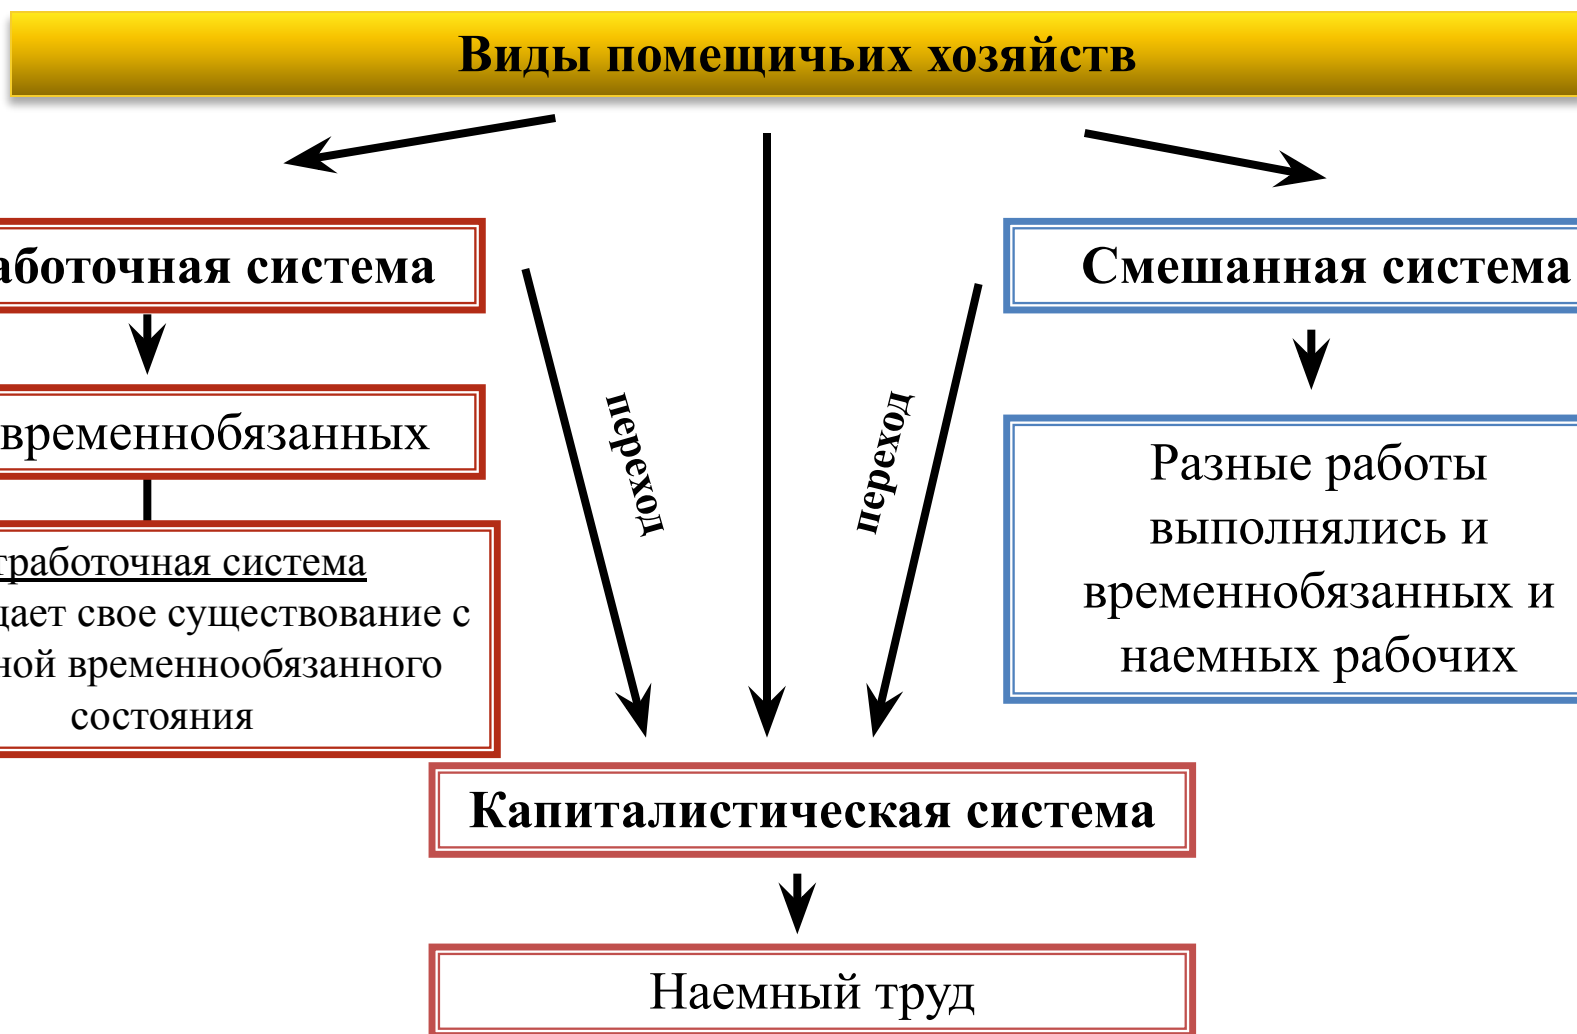 Виды помещичьих хозяйств
аботочная система
Смешанная система
временнобязанных
тработочная система
дает свое существование с
ной временнообязанного
состояния
переход
переход
Разные работы
выполнялись и
временнобязанных и
наемных рабочих
Капиталистическая система
Наемный труд